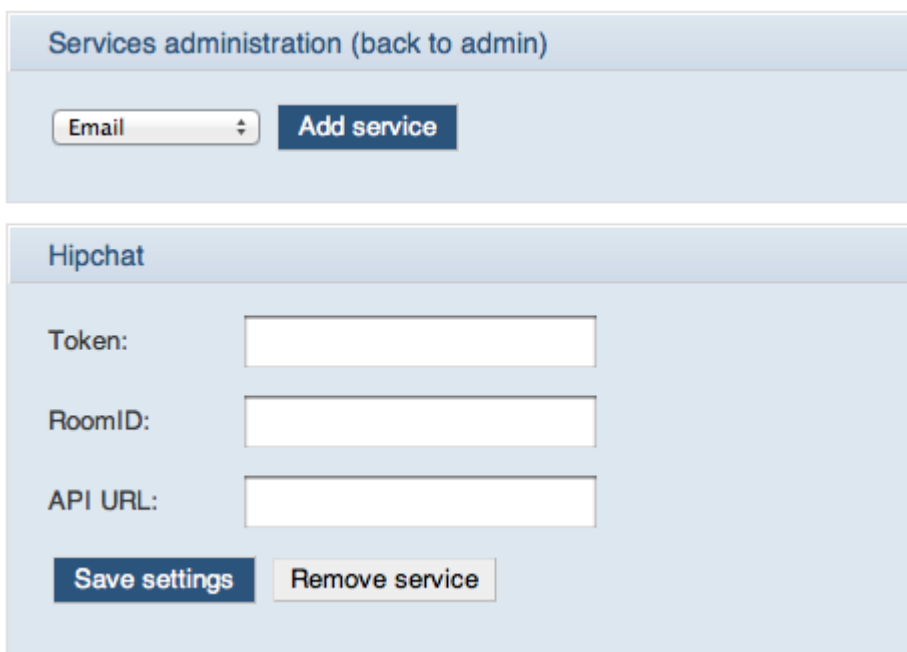 Services administration (back to admin)
Email Add service
Hipchat
Token:
RoomID:
API URL:
Save settings Remove service